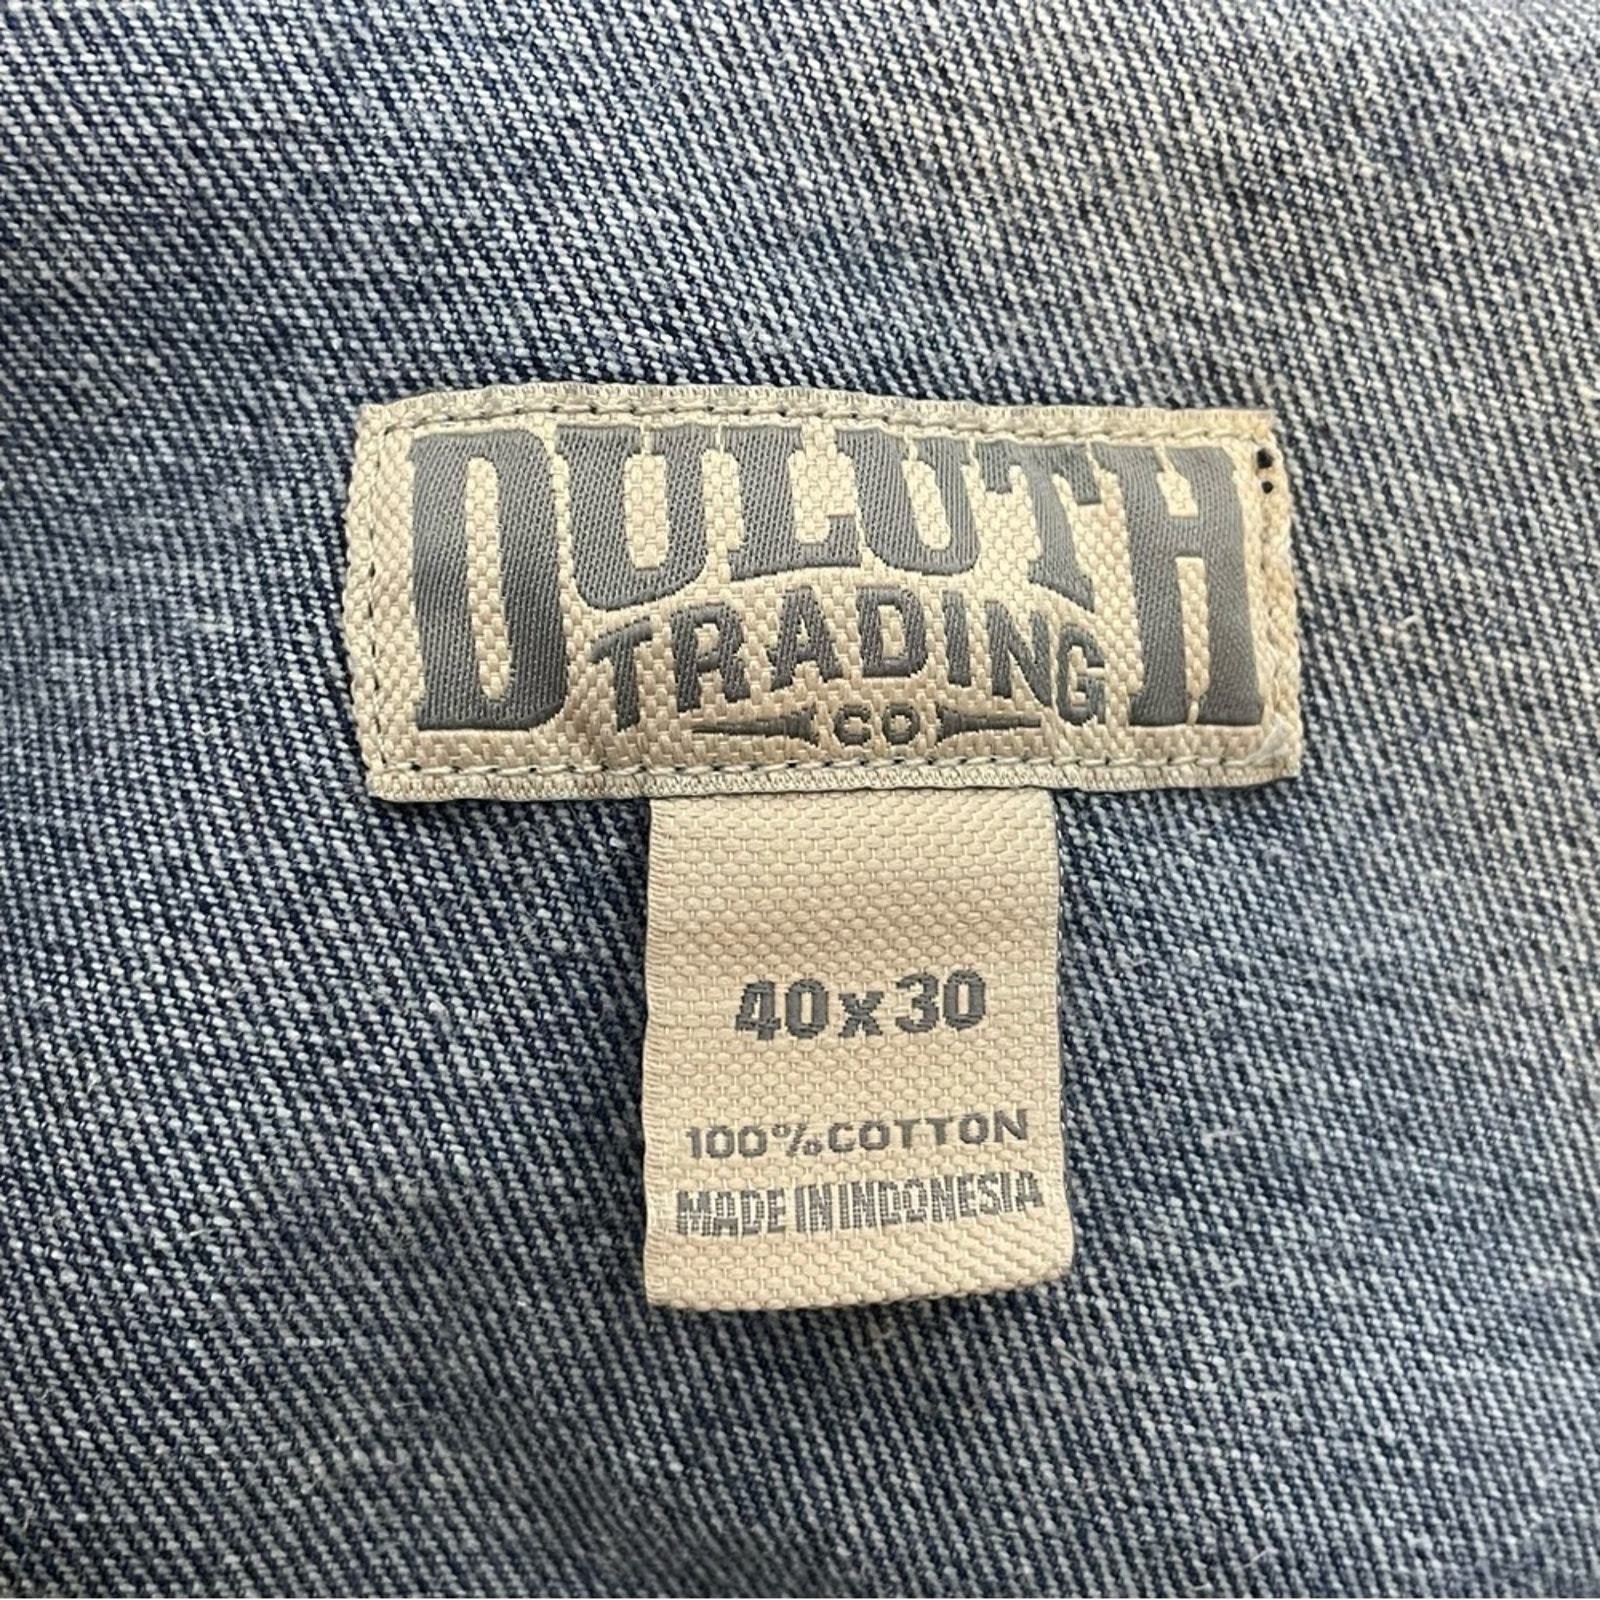 DULUTH
TRADING
CO
40x30
100% COTTON
MADE IN INDONESIA